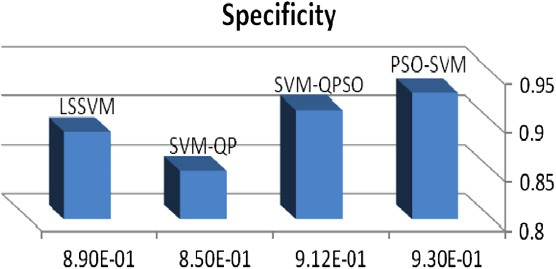 Specificity
LSSVM
SVM-QP
SVM-QPSO
PSO-SVM
0.95
0.9
0.85
0.8
8.90E-01 8.50E-01 9.12E-01 9.30E-01